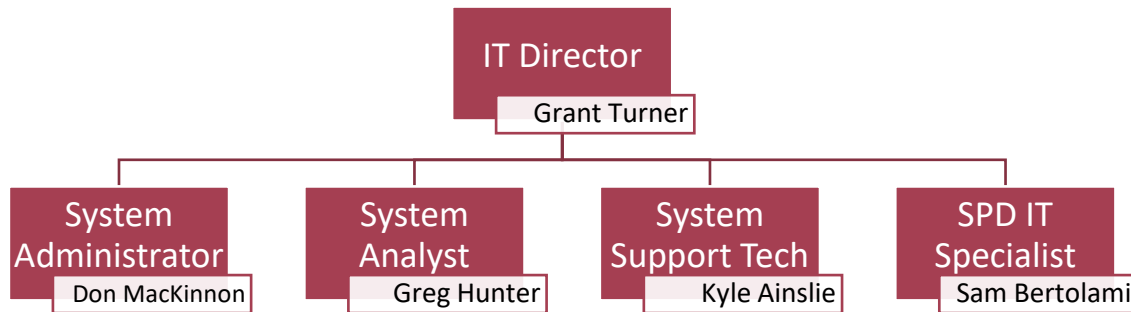 IT Director
Grant Turner
System
Administrator
Don MacKinnon
System
Analyst
Greg Hunter
System
Support Tech
Kyle Ainslie
SPD IT
Specialist
Sam Bertolami